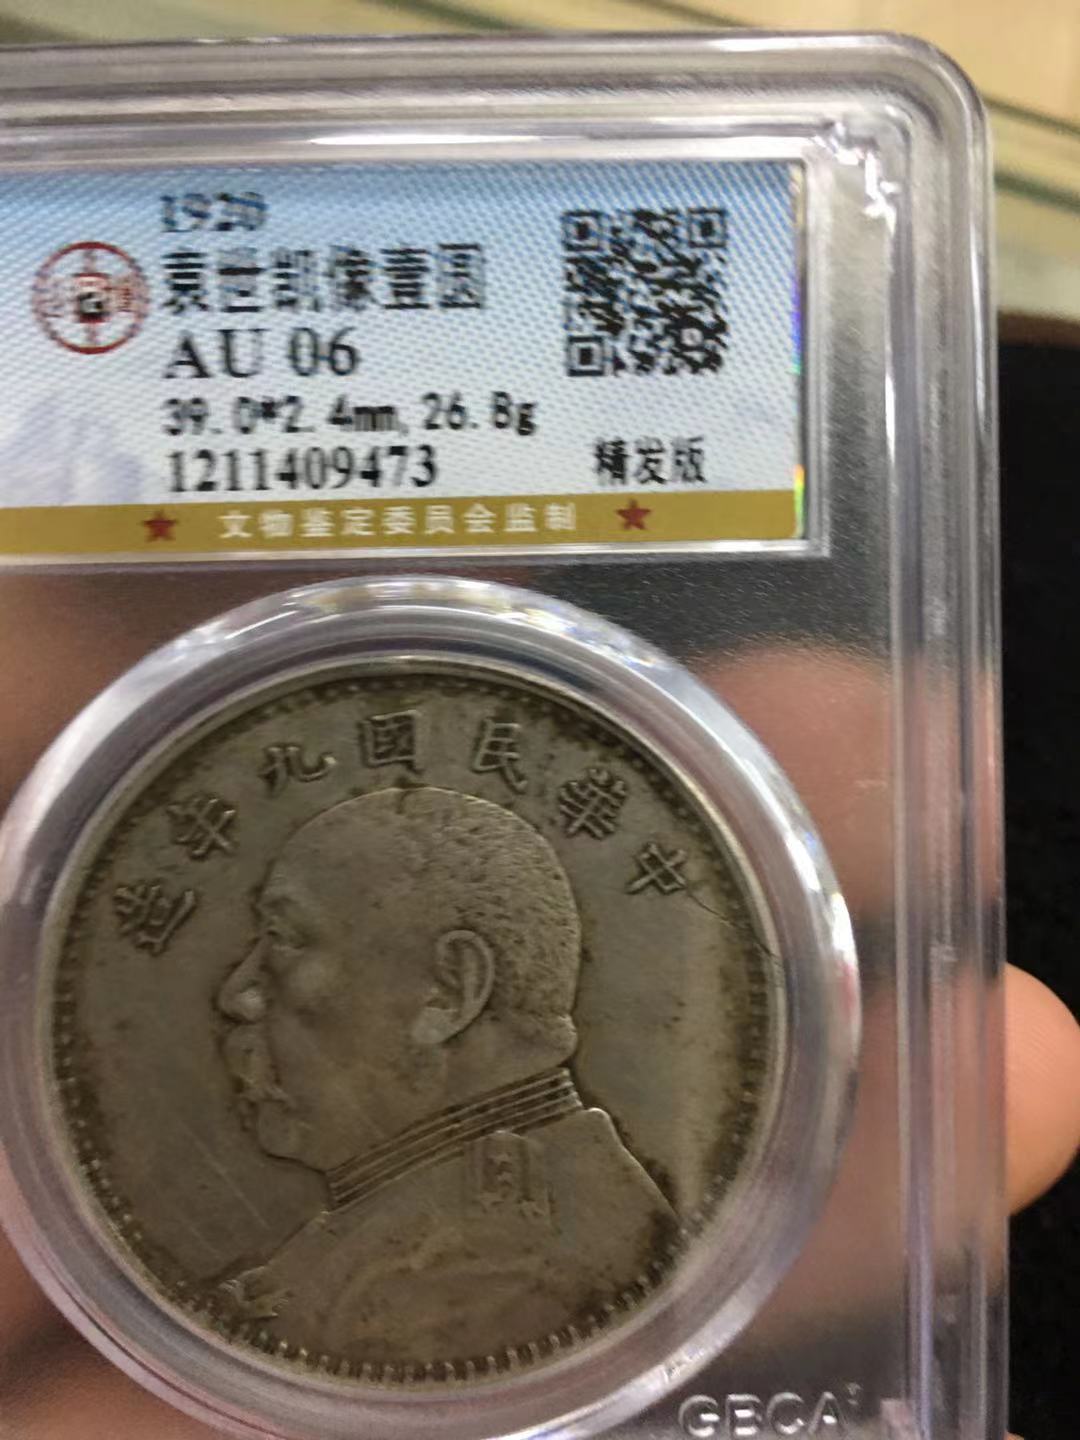 1920
袁世凯像壹圆
AU 06
39.0*2.4mm, 26.8g
1211409473
精发版
★ 文物鉴定委员会监制 ★
造年九國民華中
GBCA